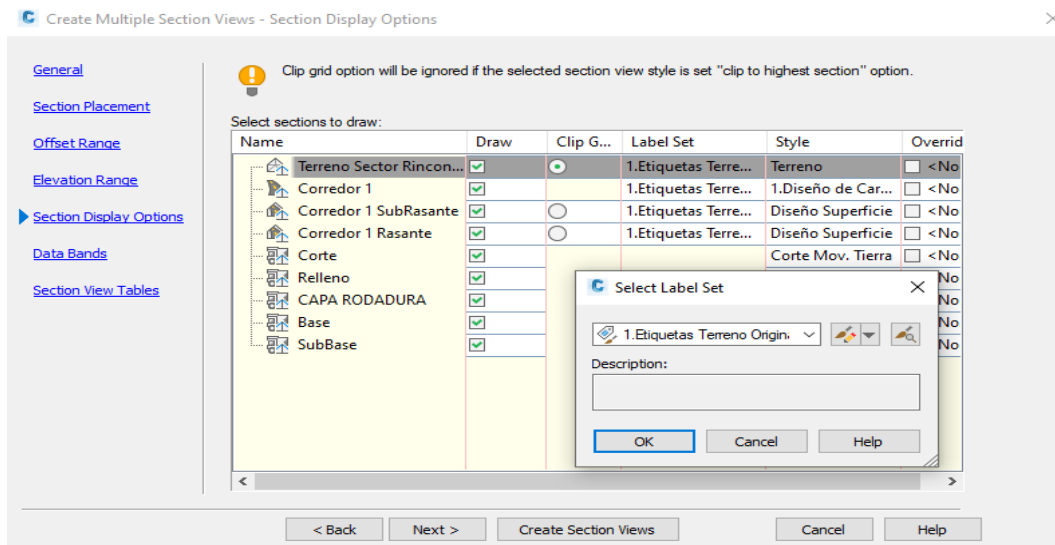 Create Multiple Section Views - Section Display Options
General
Section Placement
Offset Range
Elevation Range
Section Display Options
Data Bands
Section View Tables
Clip grid option will be ignored if the selected section view style is set "clip to highest section" option.
Select sections to draw:
Name Draw Clip G... Label Set Style Overrid
Terreno Sector Rincon... 1.Etiquetas Terre... Terreno <No
Corredor 1 1.Etiquetas Terre... 1.Diseño de Car... <No
Corredor 1 SubRasante 1.Etiquetas Terre... Diseño Superficie <No
Corredor 1 Rasante 1.Etiquetas Terre... Diseño Superficie <No
Corte Corte Mov. Tierra <No
Relleno No
CAPA RODADURA No
Base No
SubBase No
Select Label Set
1.Etiquetas Terreno Origin
Description:
OK Cancel Help
< Back Next > Create Section Views Cancel Help